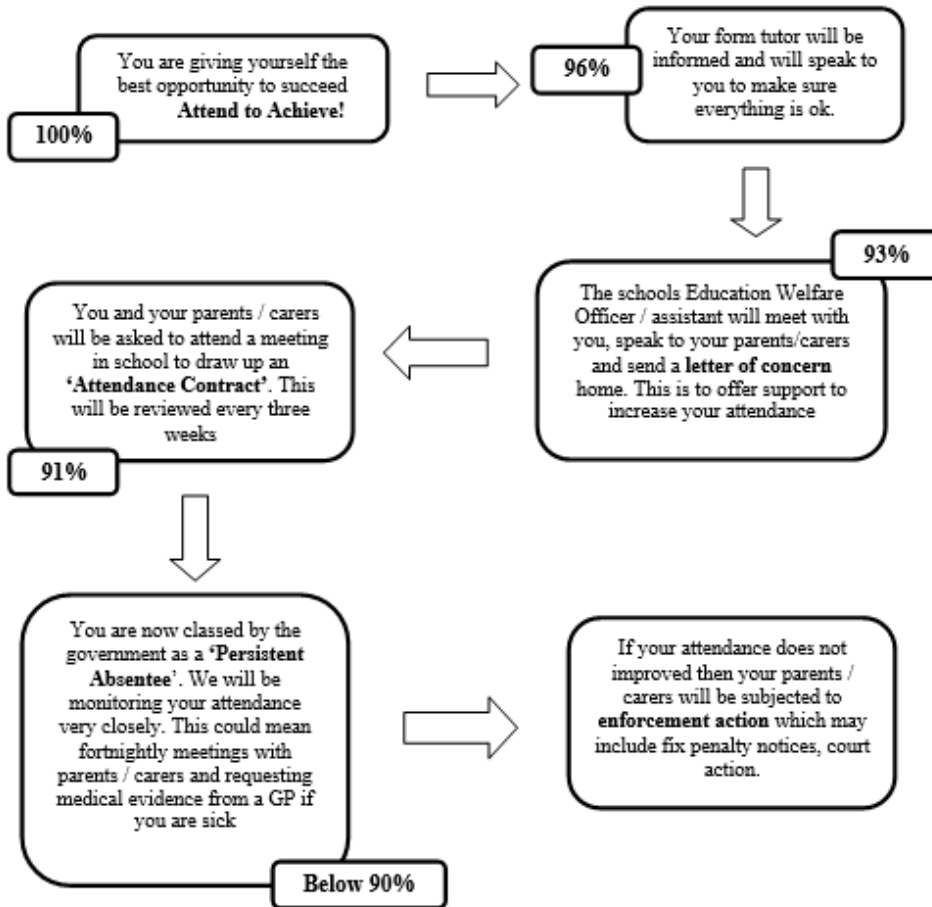 You are giving yourself the
best opportunity to succeed
Attend to Achieve!
100%
96%
Your form tutor will be
informed and will speak to
you to make sure
everything is ok.
93%
The schools Education Welfare
Officer / assistant will meet with
you, speak to your parents/carers
and send a letter of concern
home. This is to offer support to
increase your attendance
You and your parents / carers
will be asked to attend a meeting
in school to draw up an
‘Attendance Contract’. This
will be reviewed every three
weeks
91%
You are now classed by the
government as a ‘Persistent
Absentee’. We will be
monitoring your attendance
very closely. This could mean
fortnightly meetings with
parents / carers and requesting
medical evidence from a GP if
you are sick
Below 90%
If your attendance does not
improved then your parents /
carers will be subjected to
enforcement action which may
include fix penalty notices, court
action.